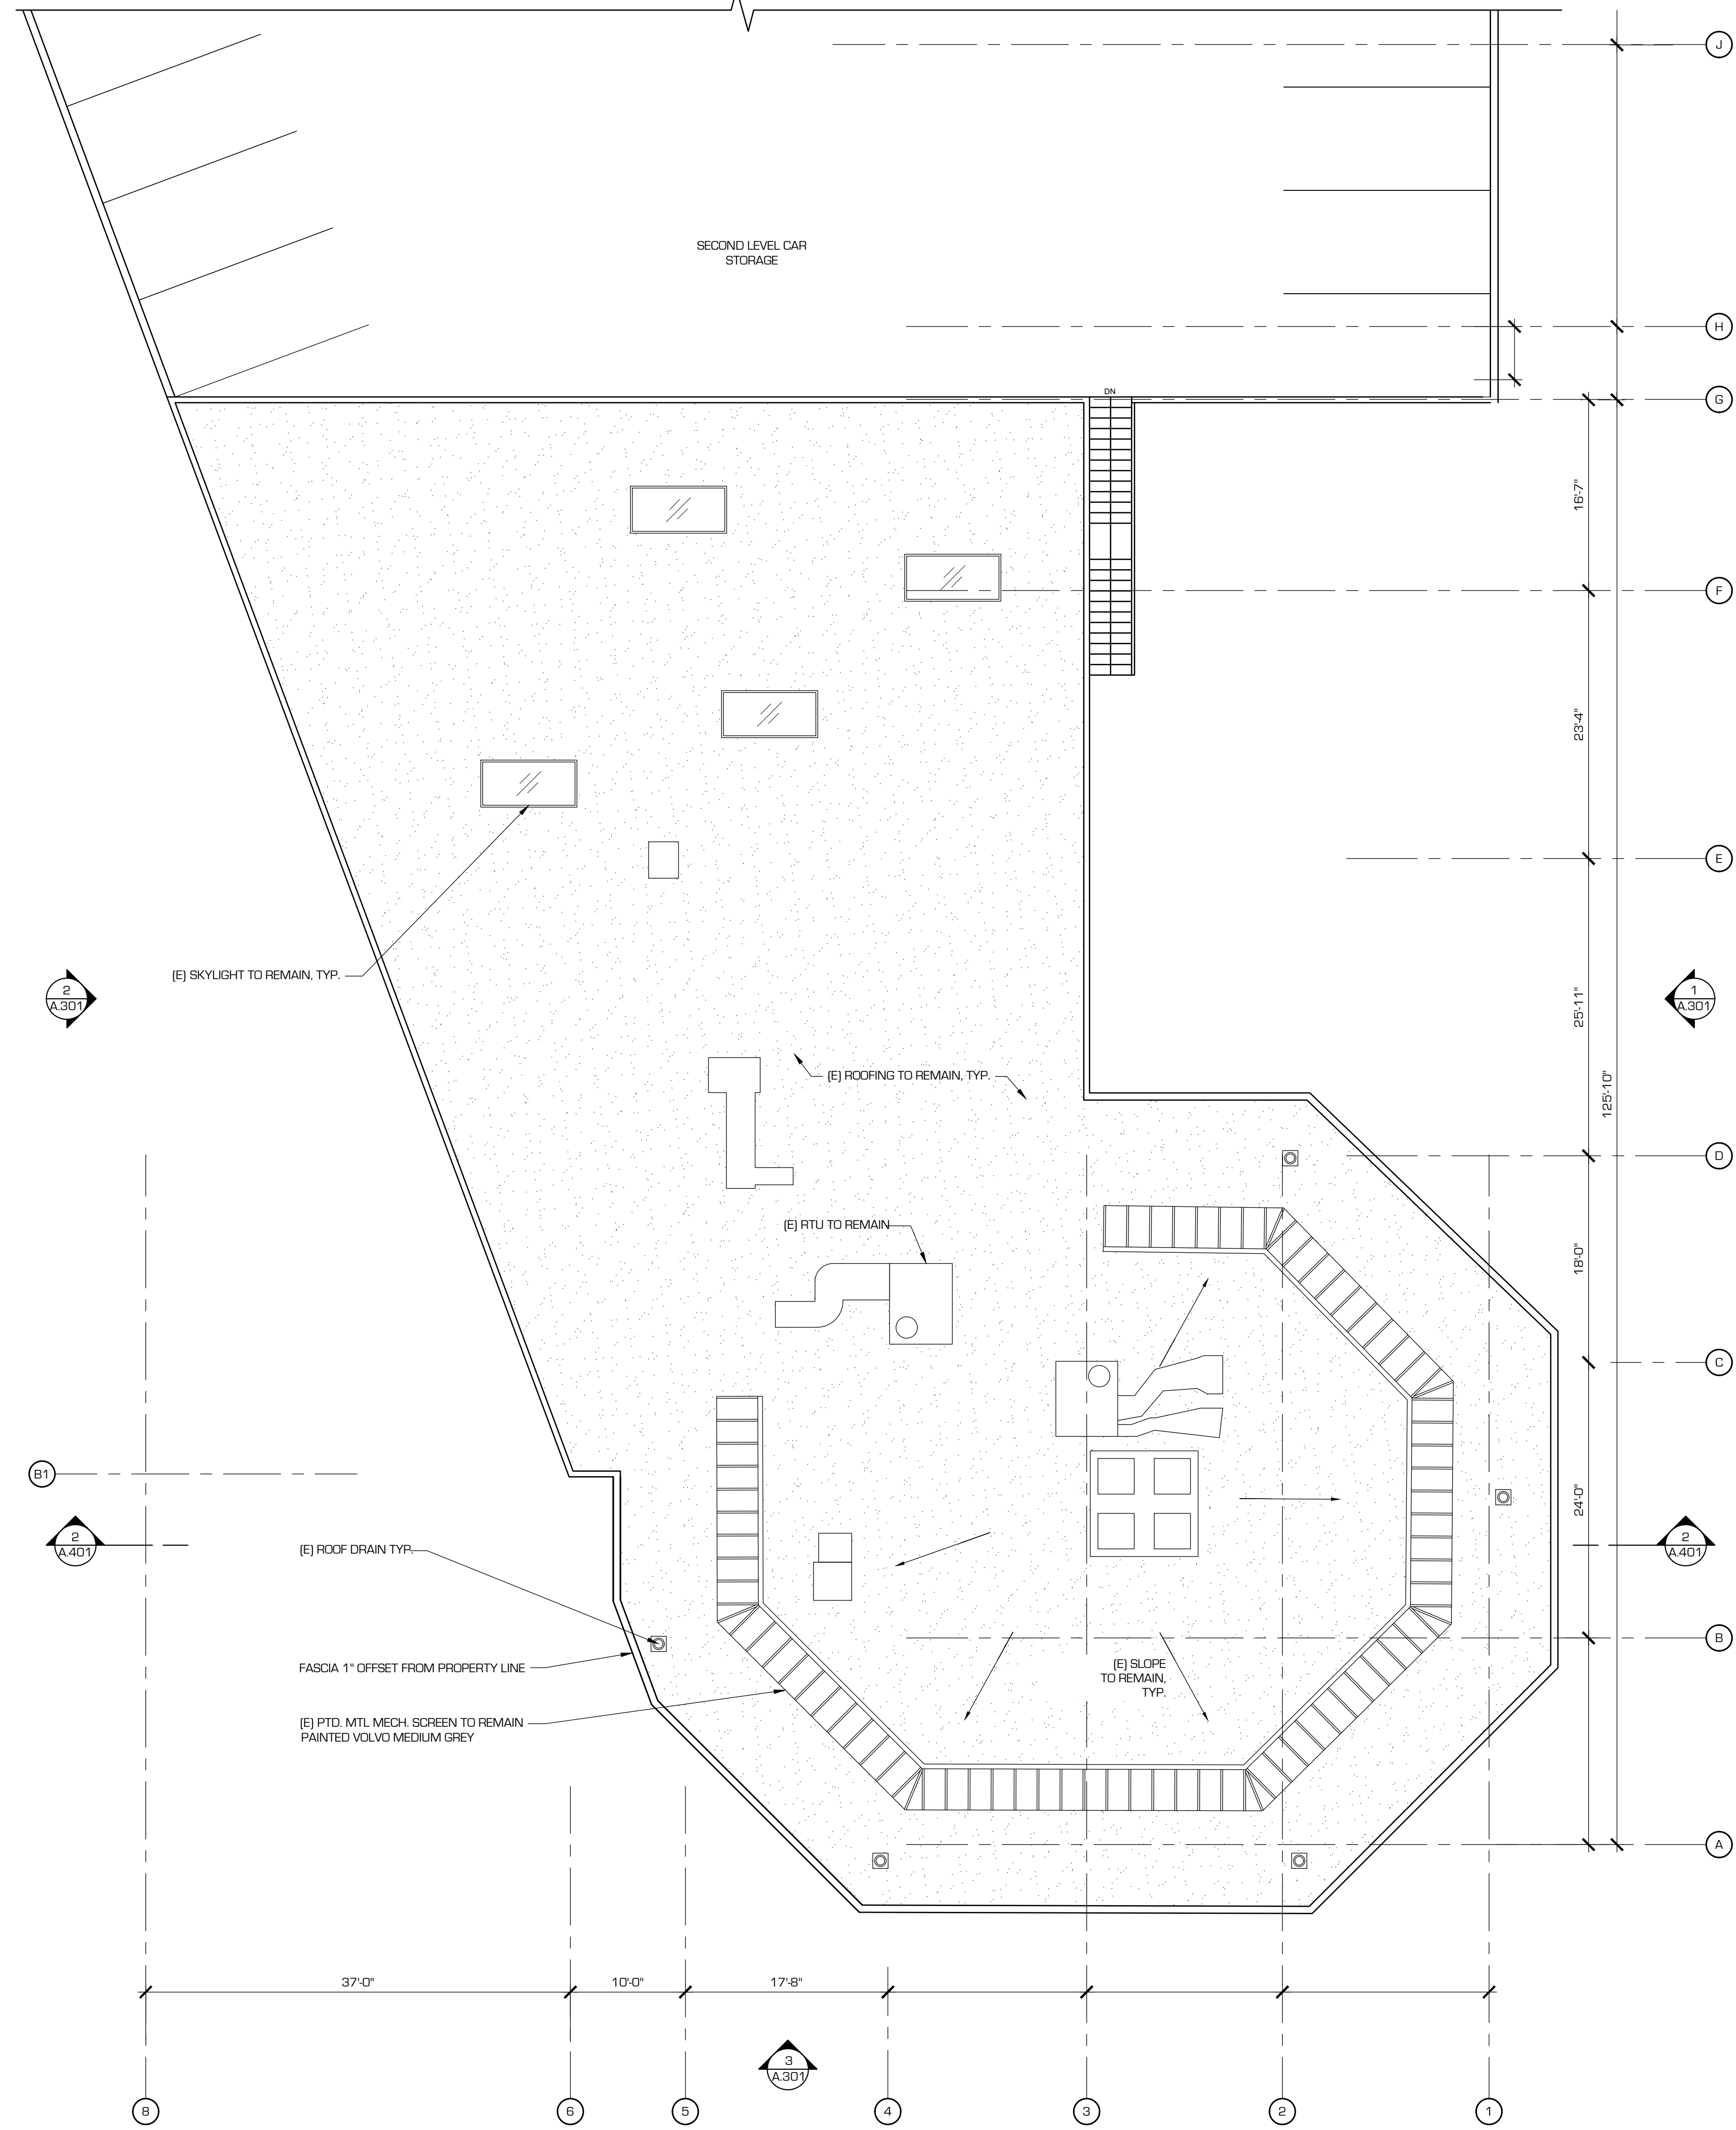 J
SECOND LEVEL CAR
STORAGE
H
DN
G
16'-7"
F
23'-4"
E
(E) SKYLIGHT TO REMAIN, TYP.
2
A.301
1
A.301
25'-11"
(E) ROOFING TO REMAIN, TYP.
125'-10"
D
(E) RTU TO REMAIN
18'-0"
C
B1
24'-0"
2
A.401
2
A.401
(E) ROOF DRAIN TYP.
B
FASCIA 1" OFFSET FROM PROPERTY LINE
(E) SLOPE
TO REMAIN,
TYP.
(E) PTD. MTL MECH. SCREEN TO REMAIN
PAINTED VOLVO MEDIUM GREY
A
37'-0"
10'-0"
17'-8"
3
A.301
8
6
5
4
3
2
1